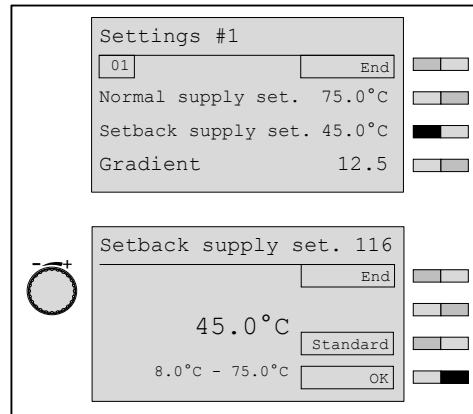 Settings #1
01 End
Normal supply set. 75.0°C
Setback supply set. 45.0°C
Gradient 12.5
Setback supply set. 116
- +
End
45.0°C
Standard
8.0°C - 75.0°C OK